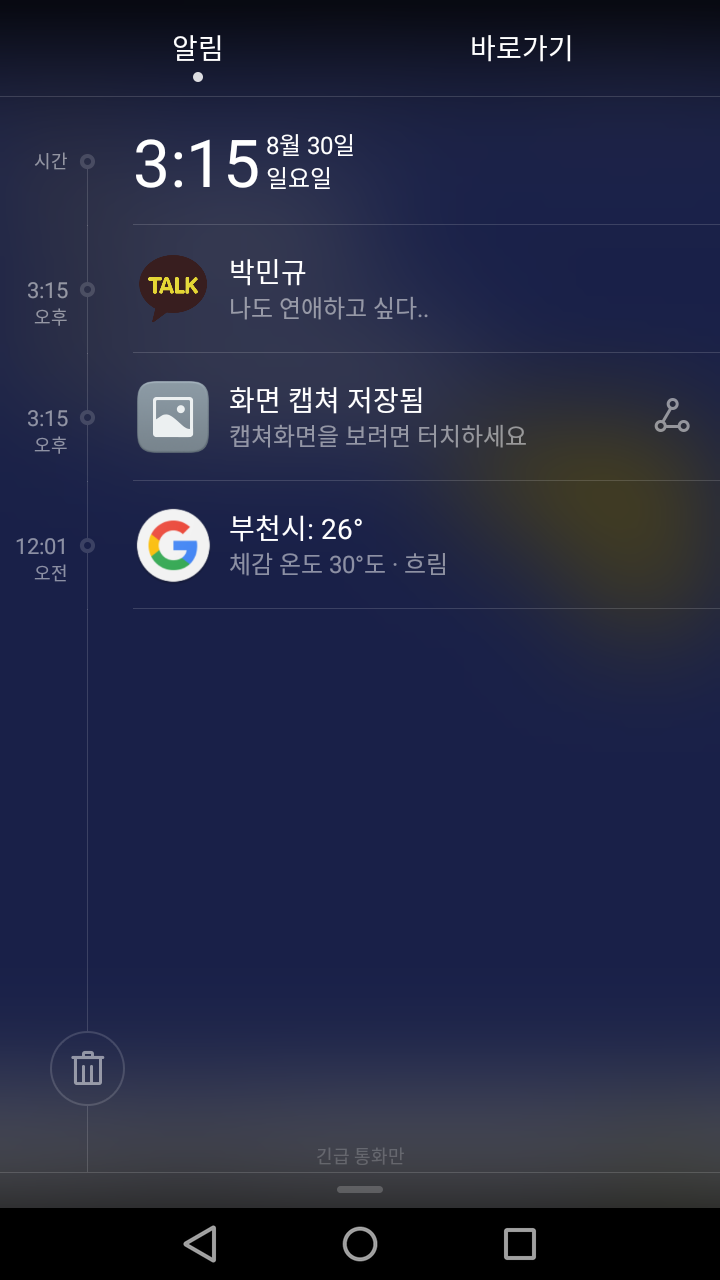 알림
바로가기
시간
3:15
8월 30일
일요일
3:15
오후
TALK
박민규
나도 연애하고 싶다..
3:15
오후
화면 캡쳐 저장됨
캡쳐화면을 보려면 터치하세요
12:01
오전
G
부천시: 26°
체감 온도 30°도 · 흐림
긴급 통화만